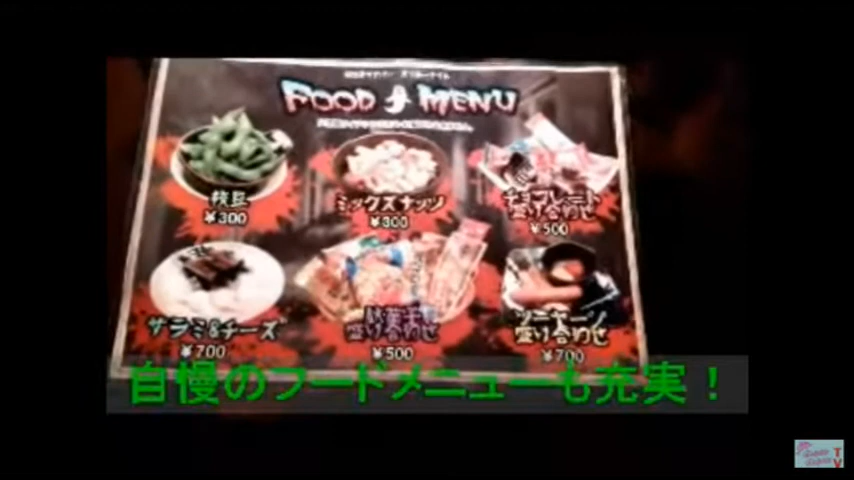 FOOD MENU
枝豆
¥300
ミックスナッツ
¥300
チョコレート
盛り合わせ
¥500
サラミ&チーズ
¥700
駄菓子
盛り合わせ
¥500
ソーセージ
盛り合わせ
¥700
自慢のフードメニューも充実！
TV